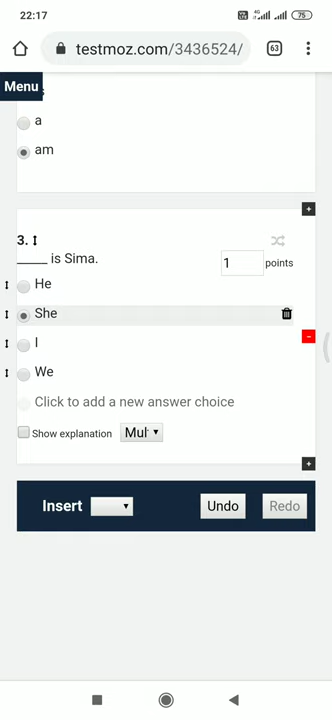 22:17
4G
75
testmoz.com/3436524/
63
Menu
a
am
3.
_____ is Sima.
1 points
He
She
I
We
Click to add a new answer choice
Show explanation
Mul
Insert
Undo
Redo